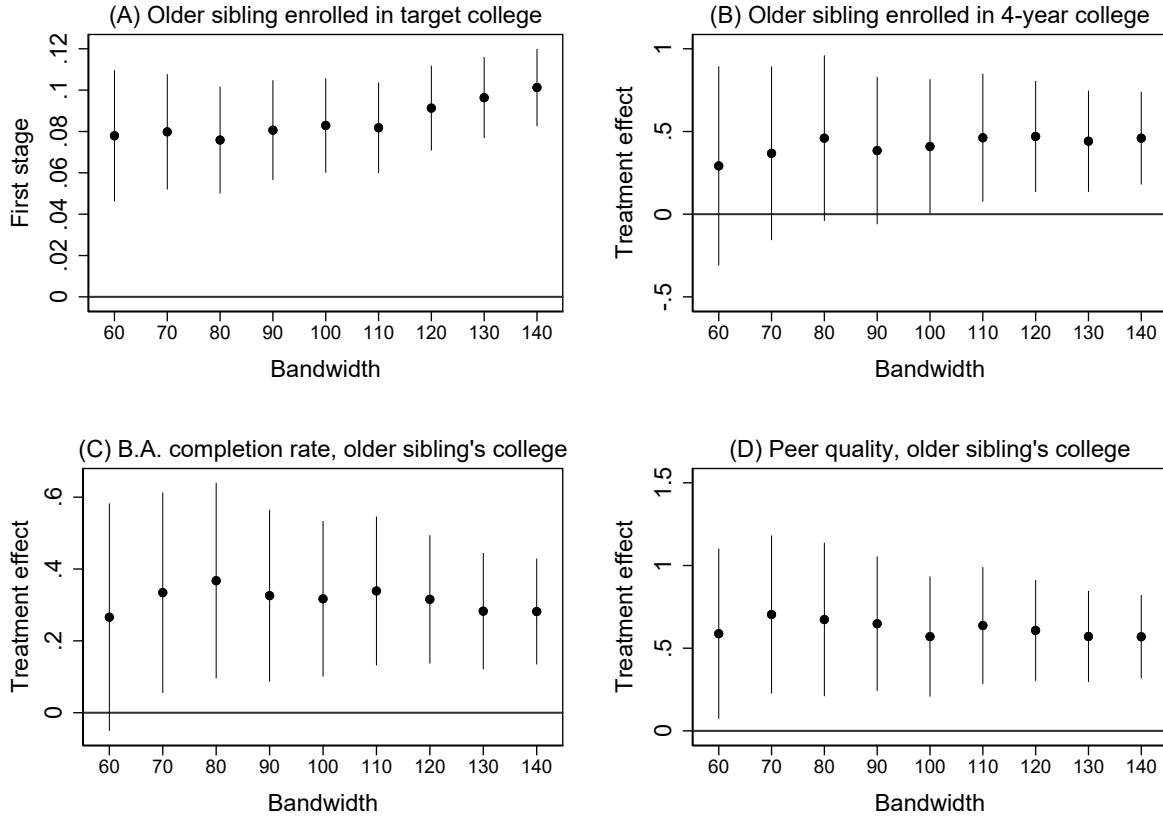 (A) Older sibling enrolled in target college
First stage
0 .02 .04 .06 .08 .1 .12
60 70 80 90 100 110 120 130 140
Bandwidth
(B) Older sibling enrolled in 4-year college
Treatment effect
-.5 0 .5 1
60 70 80 90 100 110 120 130 140
Bandwidth
(C) B.A. completion rate, older sibling's college
Treatment effect
0 .2 .4 .6
60 70 80 90 100 110 120 130 140
Bandwidth
(D) Peer quality, older sibling's college
Treatment effect
0 .5 1 1.5
60 70 80 90 100 110 120 130 140
Bandwidth